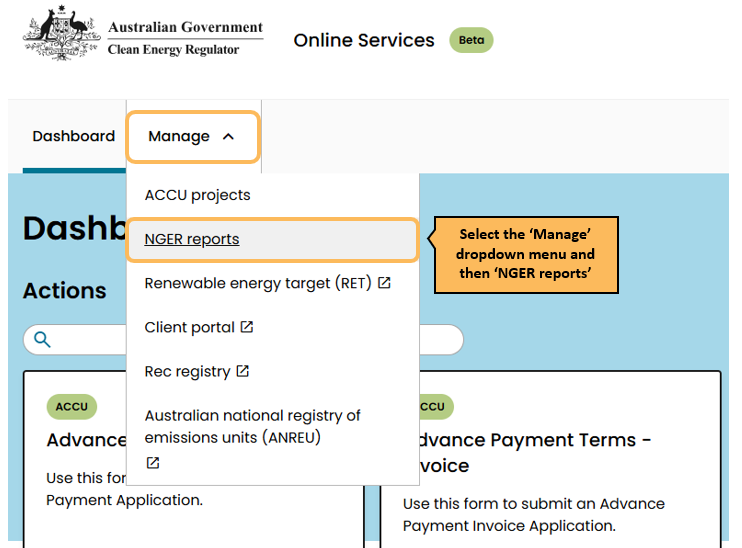 Australian Government
Clean Energy Regulator
Online Services
Beta
Dashboard
Manage
ACCU projects
NGER reports
Renewable energy target (RET)
Client portal
Rec registry
Australian national registry of
emissions units (ANREU)
Select the ‘Manage’
dropdown menu and
then ‘NGER reports’
Dashb
Actions
ACCU
Advance
Use this for
Payment Application.
CCU
dvance Payment Terms -
voice
Use this form to submit an Advance
Payment Invoice Application.